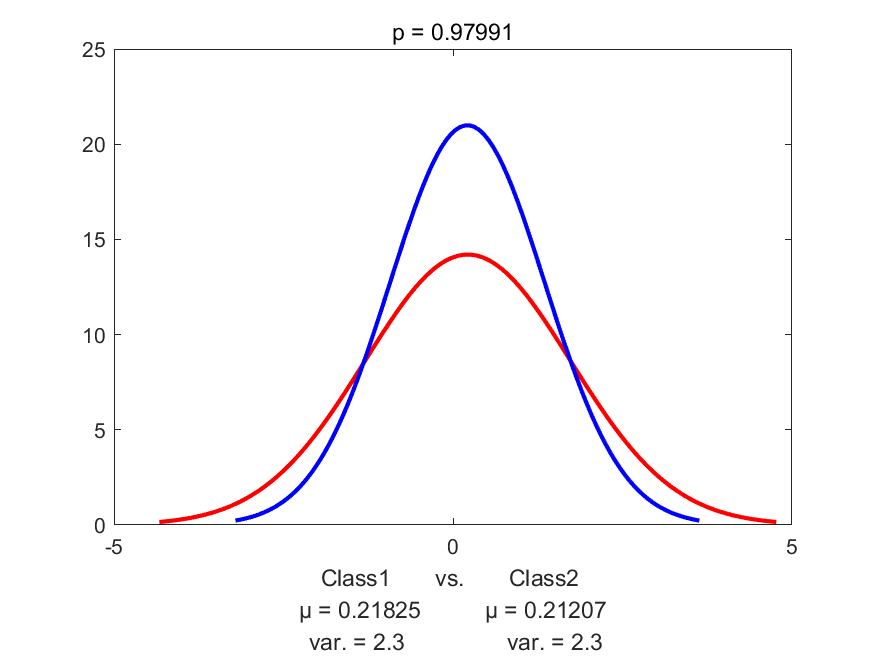 p = 0.97991
25
20
15
10
5
0
-5 0 5
Class1 vs. Class2
μ = 0.21825 μ = 0.21207
var. = 2.3 var. = 2.3